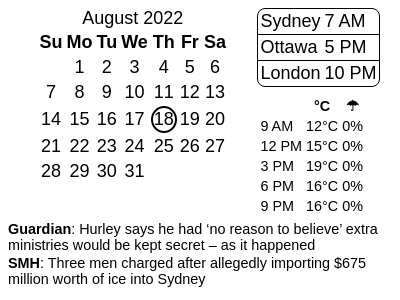 August 2022
Su Mo Tu We Th Fr Sa
1 2 3 4 5 6
7 8 9 10 11 12 13
14 15 16 17 18 19 20
21 22 23 24 25 26 27
28 29 30 31
Sydney 7 AM
Ottawa 5 PM
London 10 PM
°C ☂
9 AM 12°C 0%
12 PM 15°C 0%
3 PM 19°C 0%
6 PM 16°C 0%
9 PM 16°C 0%
Guardian: Hurley says he had ‘no reason to believe’ extra
ministries would be kept secret – as it happened
SMH: Three men charged after allegedly importing $675
million worth of ice into Sydney